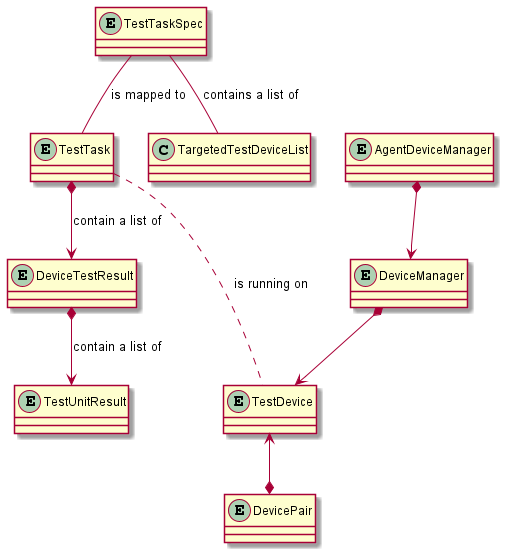 E TestTaskSpec
is mapped to
contains a list of
E TestTask
C TargetedTestDeviceList
E AgentDeviceManager
contain a list of
is running on
E DeviceTestResult
E DeviceManager
contain a list of
E TestUnitResult
E TestDevice
E DevicePair